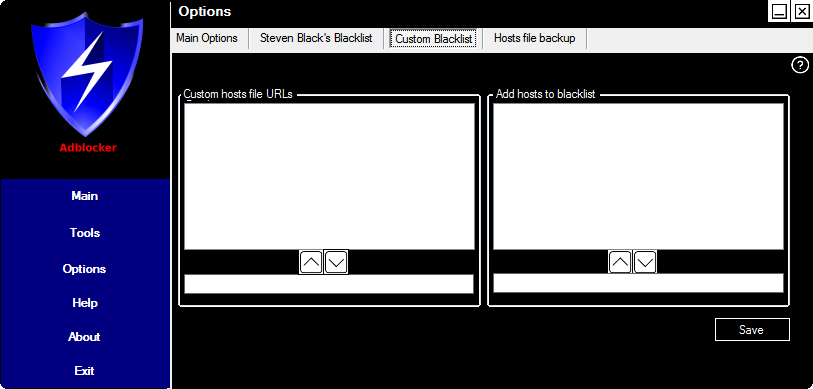 Options
Main Options
Steven Black's Blacklist
Custom Blacklist
Hosts file backup
?
Custom hosts file URLs
Add hosts to blacklist
Save
Adblocker
Main
Tools
Options
Help
About
Exit